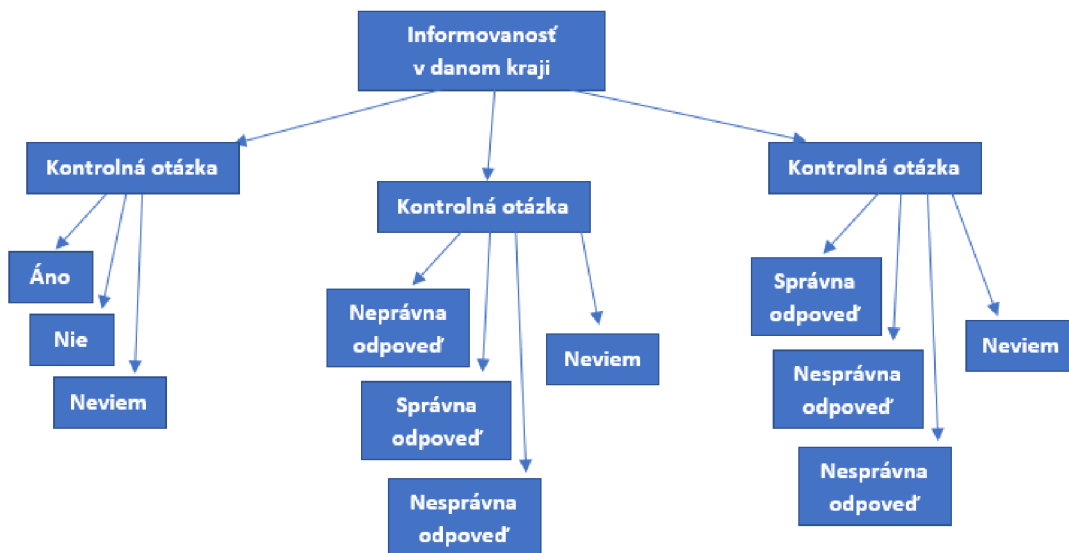 Informovanosť
v danom kraji
Kontrolná otázka
Áno
Nie
Neviem
Kontrolná otázka
Neprávna
odpoveď
Správna
odpoveď
Nesprávna
odpoveď
Neviem
Kontrolná otázka
Správna
odpoveď
Nesprávna
odpoveď
Nesprávna
odpoveď
Neviem